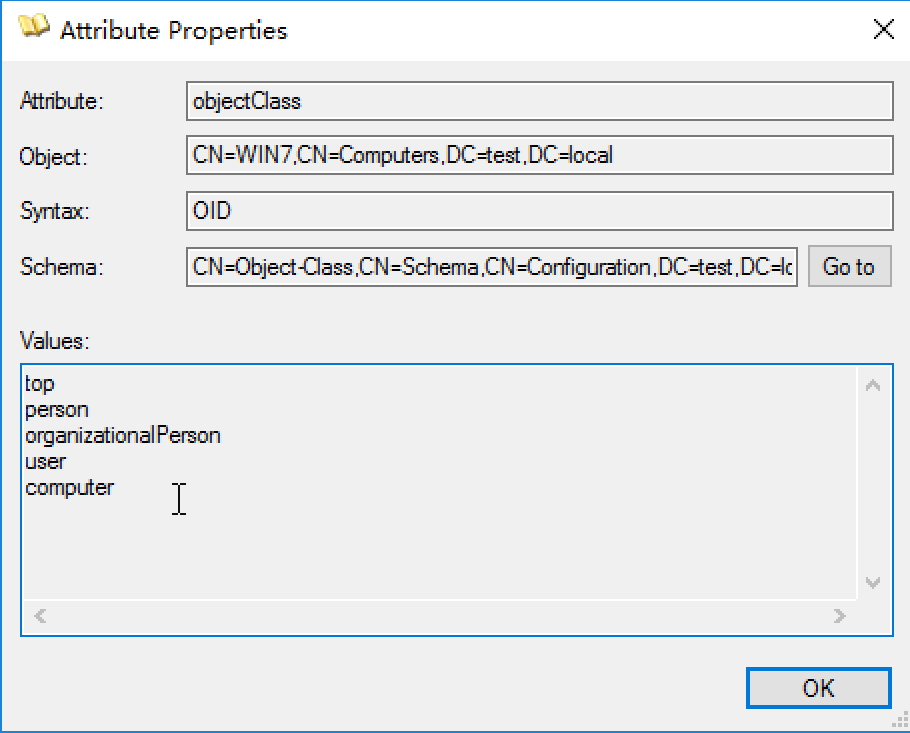 Attribute Properties
Attribute: objectClass
Object: CN=WIN7,CN=Computers,DC=test,DC=local
Syntax: OID
Schema: CN=Object-Class,CN=Schema,CN=Configuration,DC=test,DC=lc Go to
Values:
top
person
organizationalPerson
user
computer
OK